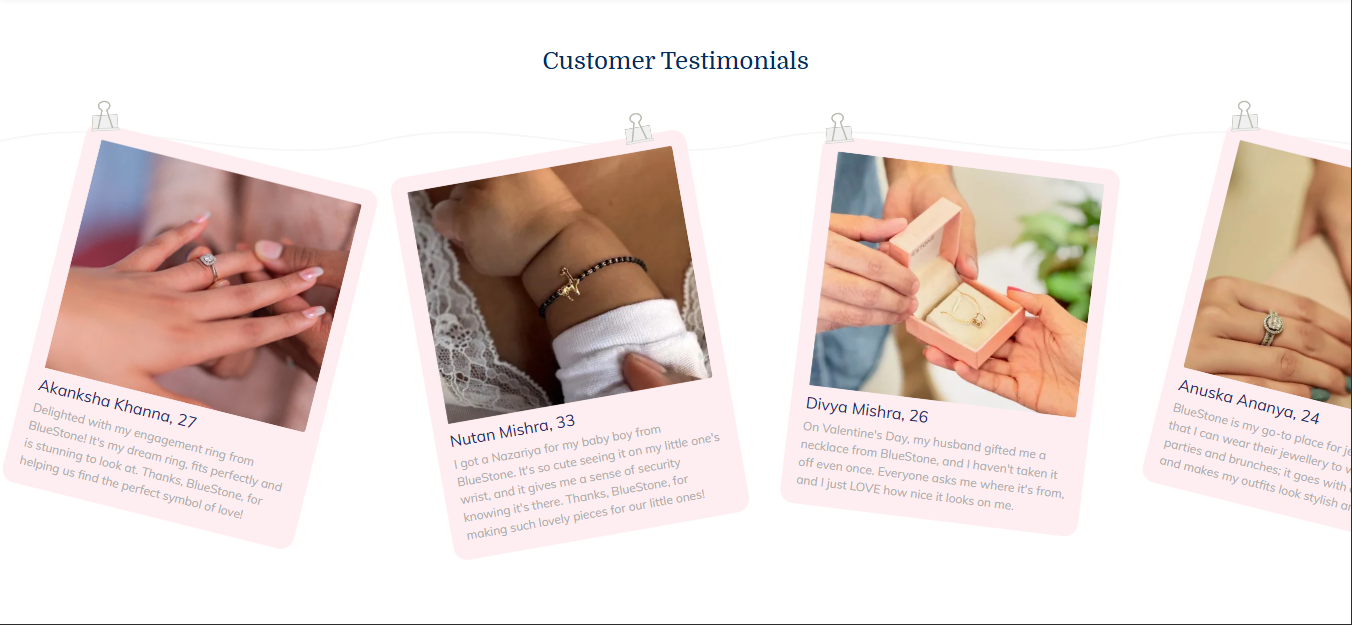 Customer Testimonials
Akanksha Khanna, 27
Delighted with my engagement ring from
BlueStone! It's my dream ring, fits perfectly and
is stunning to look at. Thanks, BlueStone, for
helping us find the perfect symbol of love!
Nutan Mishra, 33
I got a Nazariya for my baby boy from
BlueStone. It's so cute seeing it on my little one's
wrist, and it gives me a sense of security
knowing it's there. Thanks, BlueStone, for
making such lovely pieces for our little ones!
Divya Mishra, 26
On Valentine's Day, my husband gifted me a
necklace from BlueStone, and I haven't taken it
off even once. Everyone asks me where it's from,
and I just LOVE how nice it looks on me.
Anuska Ananya, 24
BlueStone is my go-to place for
that I can wear their jewellery to
parties and brunches; it goes with
and makes my outfits look stylish